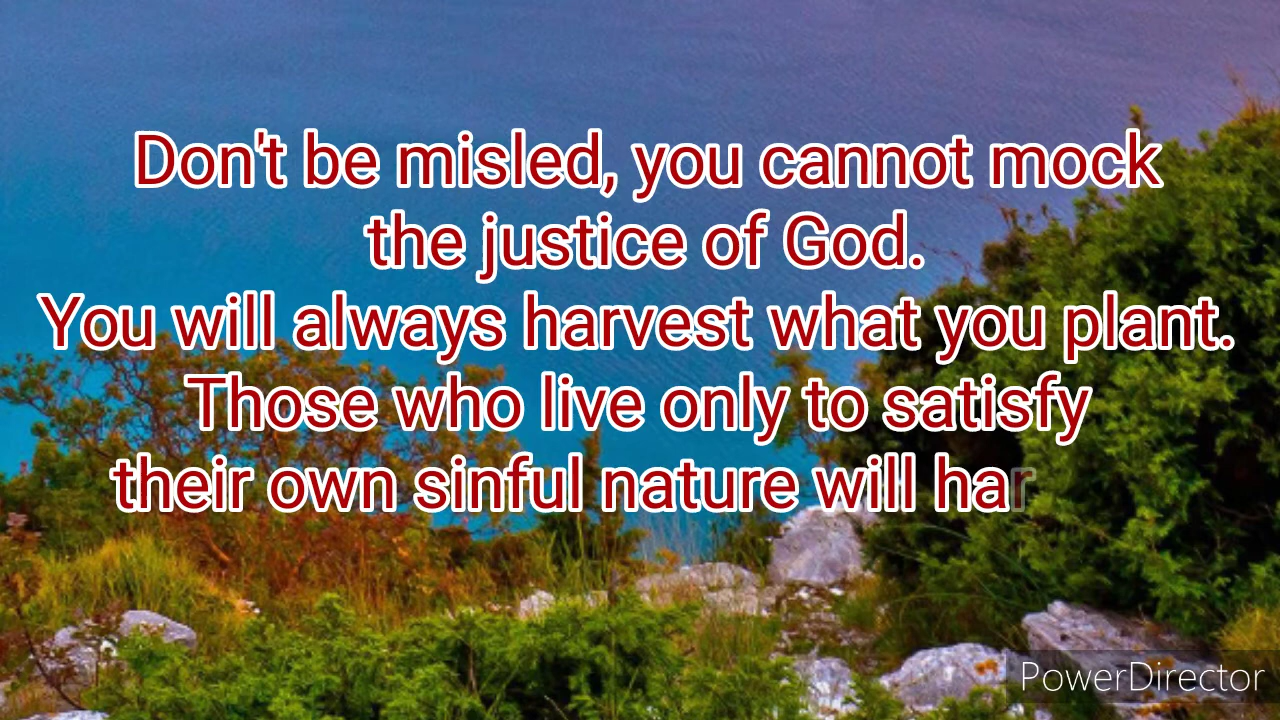 Don't be misled, you cannot mock
the justice of God.
You will always harvest what you plant.
Those who live only to satisfy
their own sinful nature will har
PowerDirector